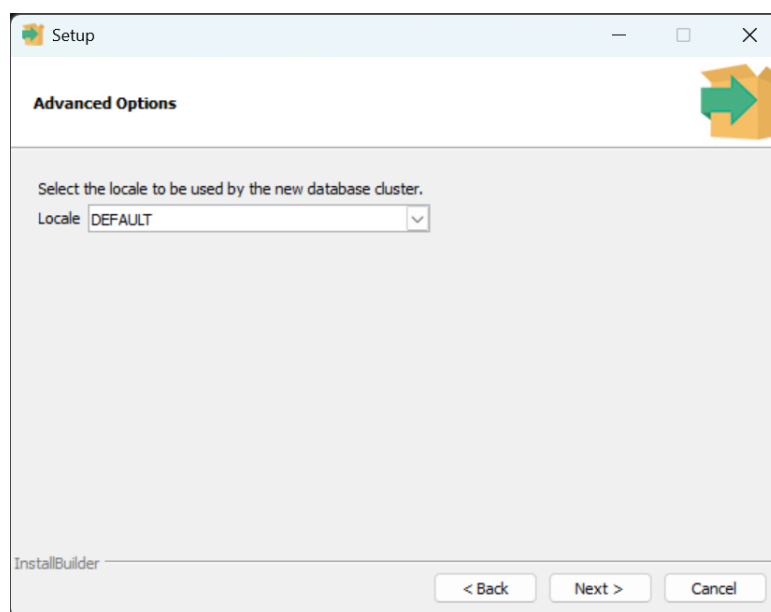 Setup
Advanced Options
Select the locale to be used by the new database cluster.
Locale DEFAULT
InstallBuilder
< Back Next > Cancel